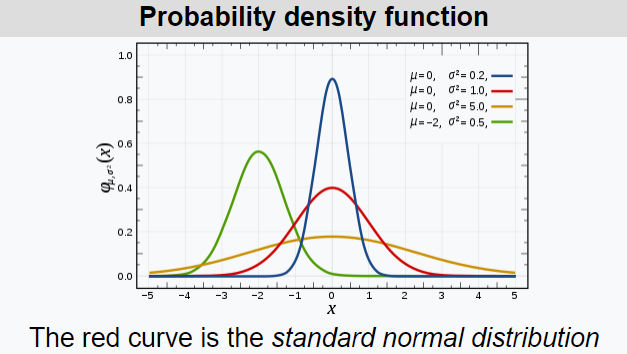 Probability density function
1.0
0.8
0.6
0.4
0.2
0.0
φμ,σ²(x)
μ=0, σ²=0.2,
μ=0, σ²=1.0,
μ=0, σ²=5.0,
μ=−2, σ²=0.5,
−5 −4 −3 −2 −1 0 1 2 3 4 5
x
The red curve is the standard normal distribution